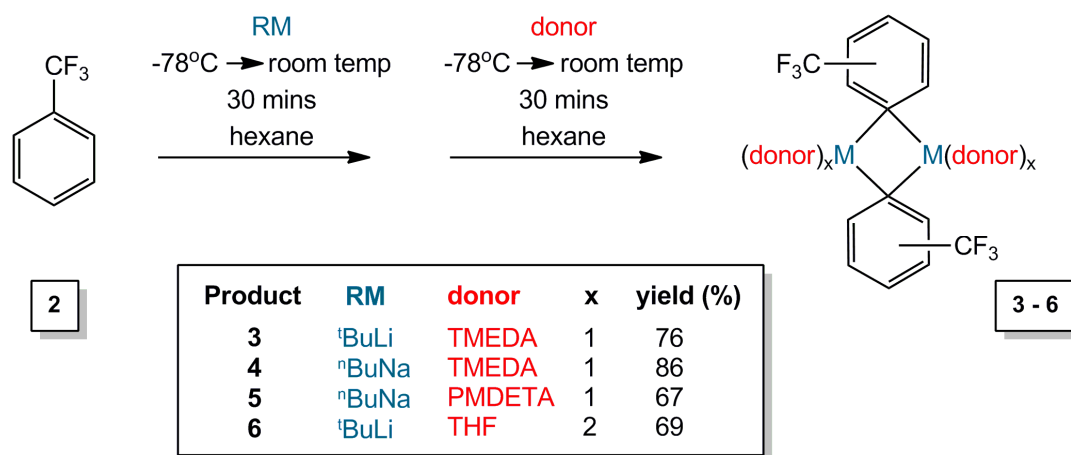 RM
donor
CF₃
-78°C → room temp
-78°C → room temp
30 mins
30 mins
hexane
hexane
F₃C
(donor)ₓM
M(donor)ₓ
CF₃
2
3 - 6
Product RM donor x yield (%)
3 ᵗBuLi TMEDA 1 76
4 ⁿBuNa TMEDA 1 86
5 ⁿBuNa PMDETA 1 67
6 ᵗBuLi THF 2 69